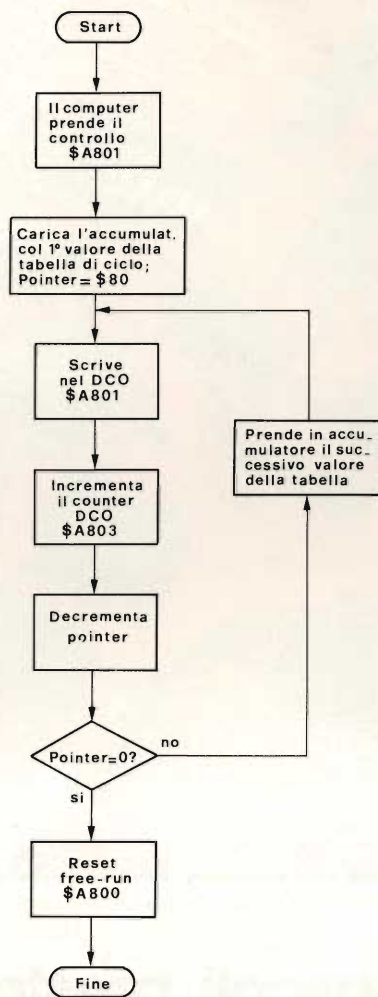 Start
Il computer
prende il
controllo
$A801
Carica l'accumulat.
col 1º valore della
tabella di ciclo;
Pointer=$80
Scrive
nel DCO
$A801
Prende in accu_
mulatore il suc_
cessivo valore
della tabella
Incrementa
il counter
DCO
$A803
Decrementa
pointer
Pointer=0?
no
si
Reset
free-run
$A800
Fine